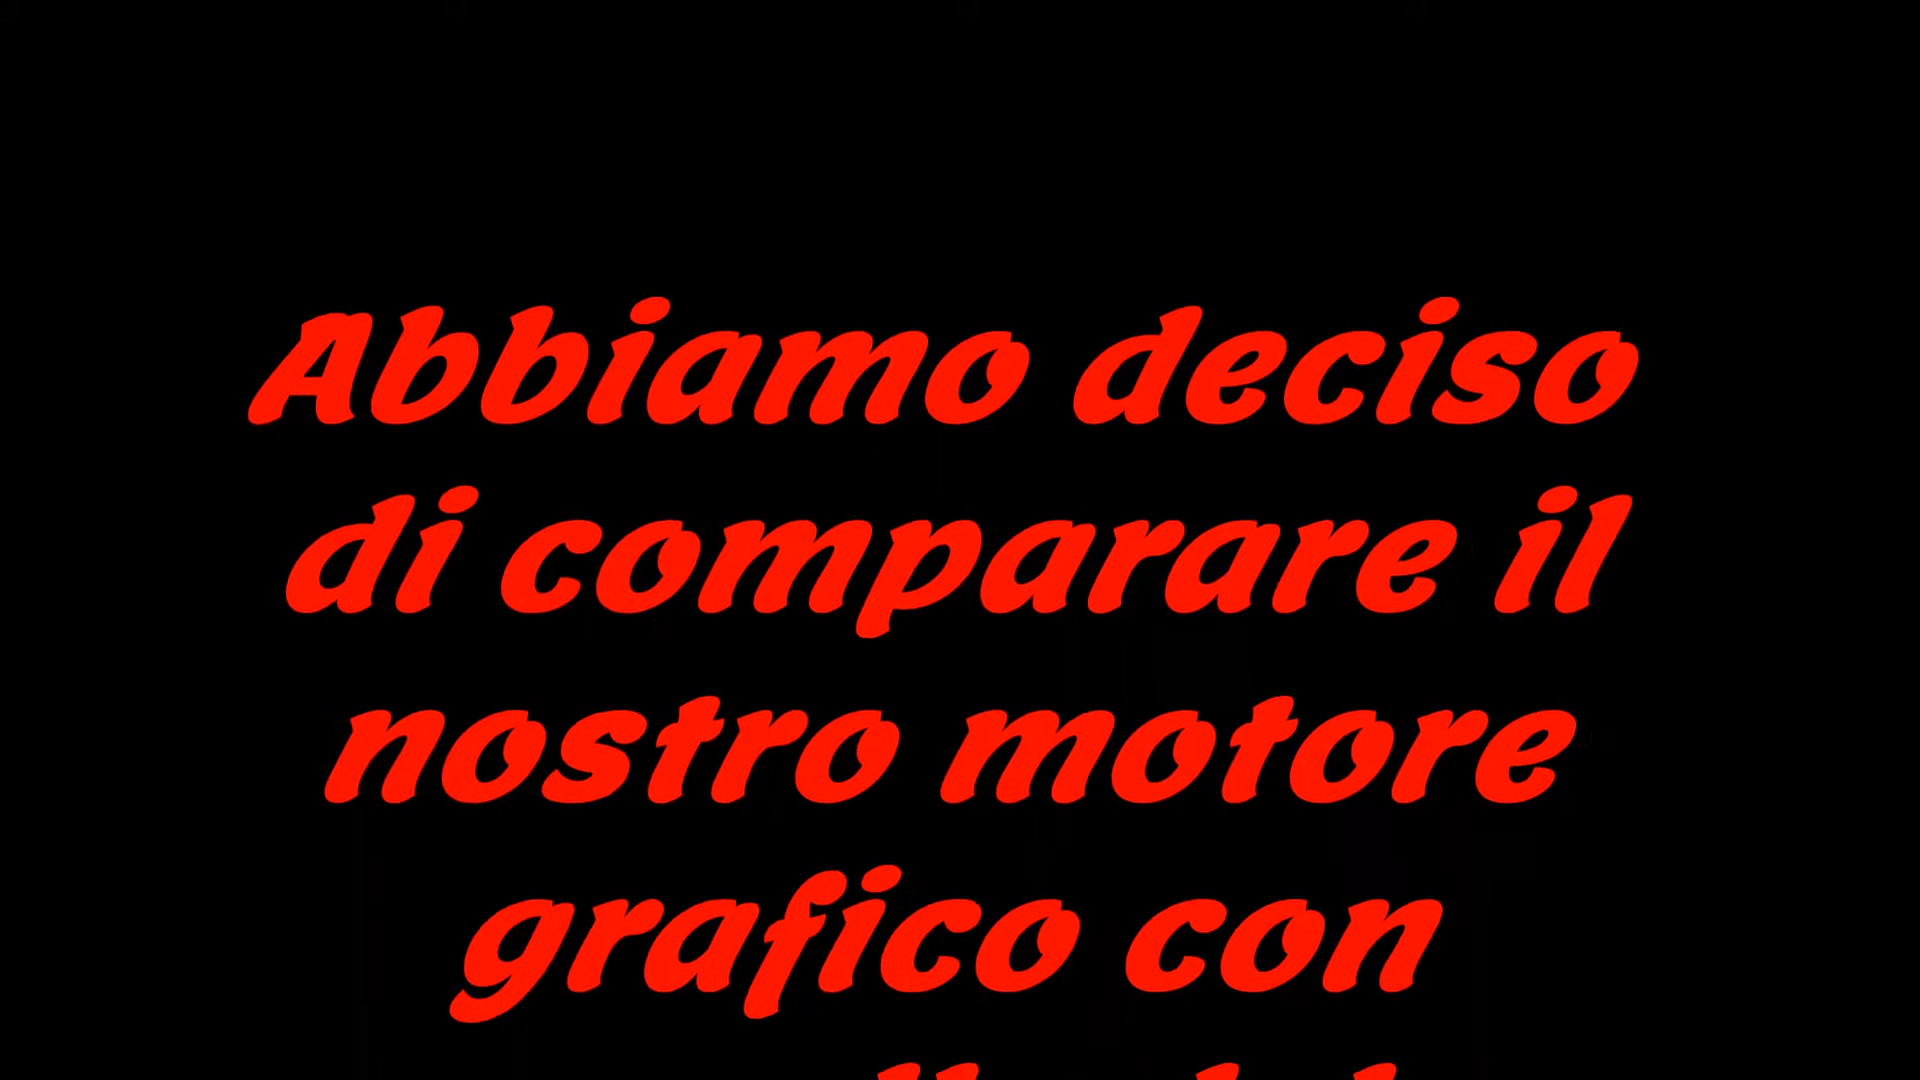 Abbiamo deciso
di comparare il
nostro motore
grafico con